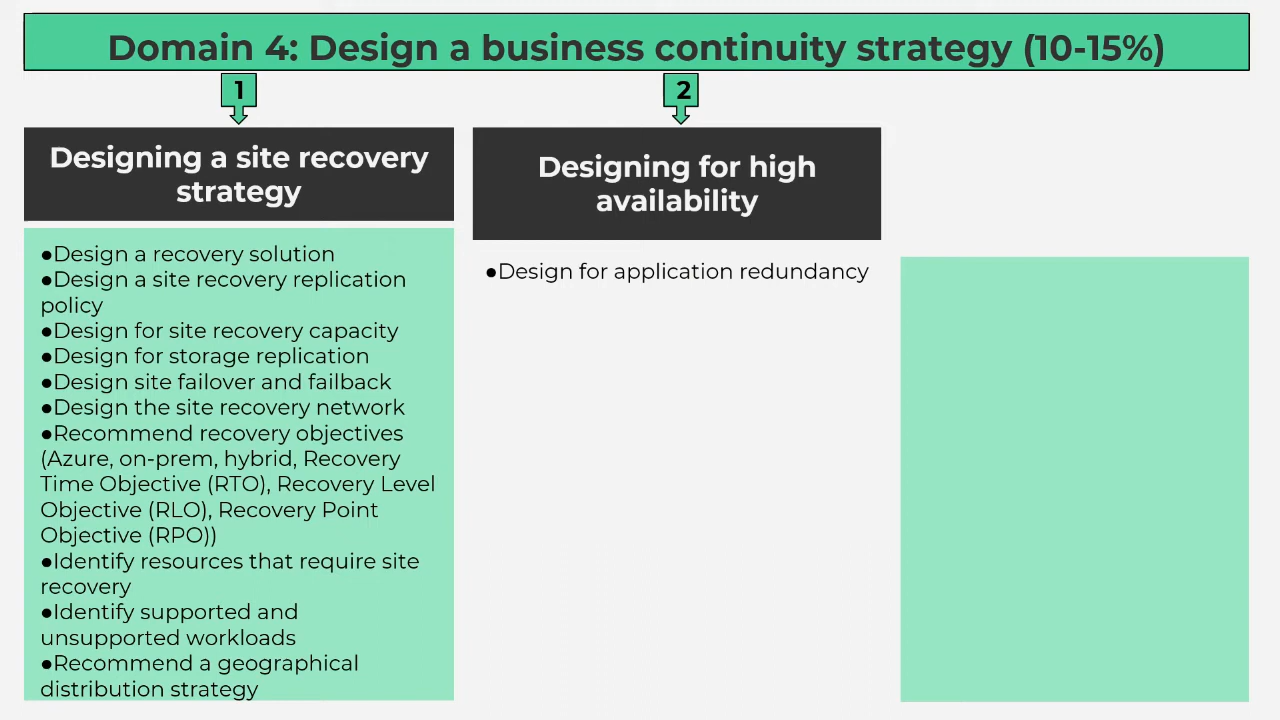 Domain 4: Design a business continuity strategy (10-15%)
1
2
Designing a site recovery
strategy
●Design a recovery solution
●Design a site recovery replication
policy
●Design for site recovery capacity
●Design for storage replication
●Design site failover and failback
●Design the site recovery network
●Recommend recovery objectives
(Azure, on-prem, hybrid, Recovery
Time Objective (RTO), Recovery Level
Objective (RLO), Recovery Point
Objective (RPO))
●Identify resources that require site
recovery
●Identify supported and
unsupported workloads
●Recommend a geographical
distribution strategy
Designing for high
availability
●Design for application redundancy